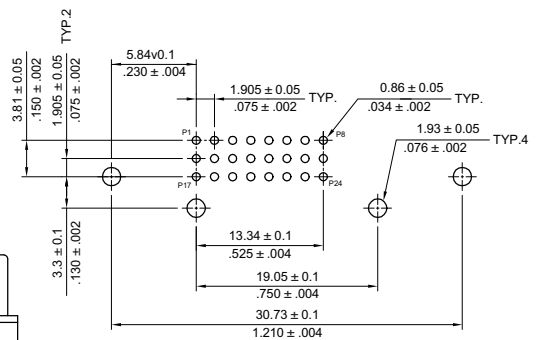 TYP.2
3.81 ± 0.05
.150 ± .002
1.905 ± 0.05
.075 ± .002
5.84v0.1
.230 ± .004
1.905 ± 0.05
.075 ± .002
TYP.
0.86 ± 0.05
.034 ± .002
TYP.
1.93 ± 0.05
.076 ± .002
TYP.4
P1
P8
P17
P24
3.3 ± 0.1
.130 ± .002
13.34 ± 0.1
.525 ± .004
19.05 ± 0.1
.750 ± .004
30.73 ± 0.1
1.210 ± .004